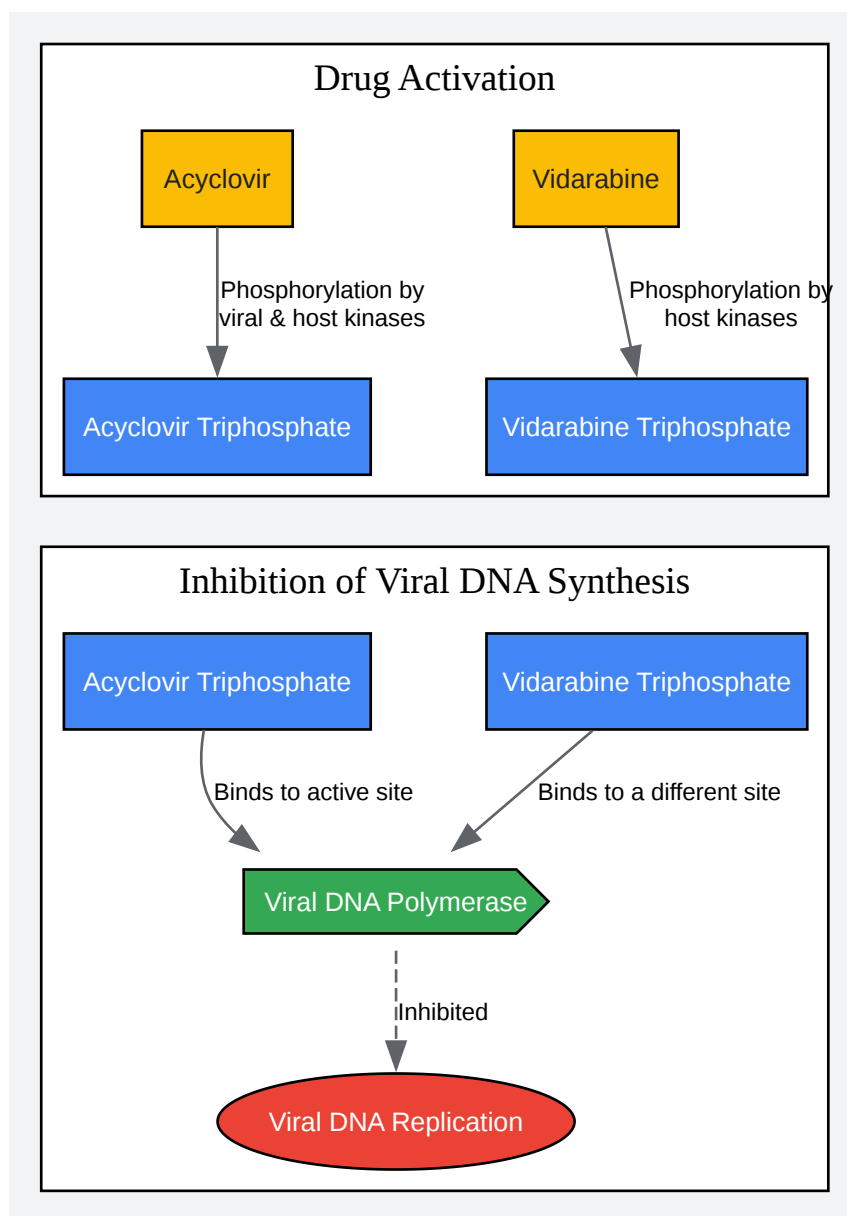 Drug Activation
Acyclovir
Vidarabine
Phosphorylation by
viral & host kinases
Phosphorylation by
host kinases
Acyclovir Triphosphate
Vidarabine Triphosphate
Inhibition of Viral DNA Synthesis
Acyclovir Triphosphate
Vidarabine Triphosphate
Binds to active site
Binds to a different site
Viral DNA Polymerase
Inhibited
Viral DNA Replication